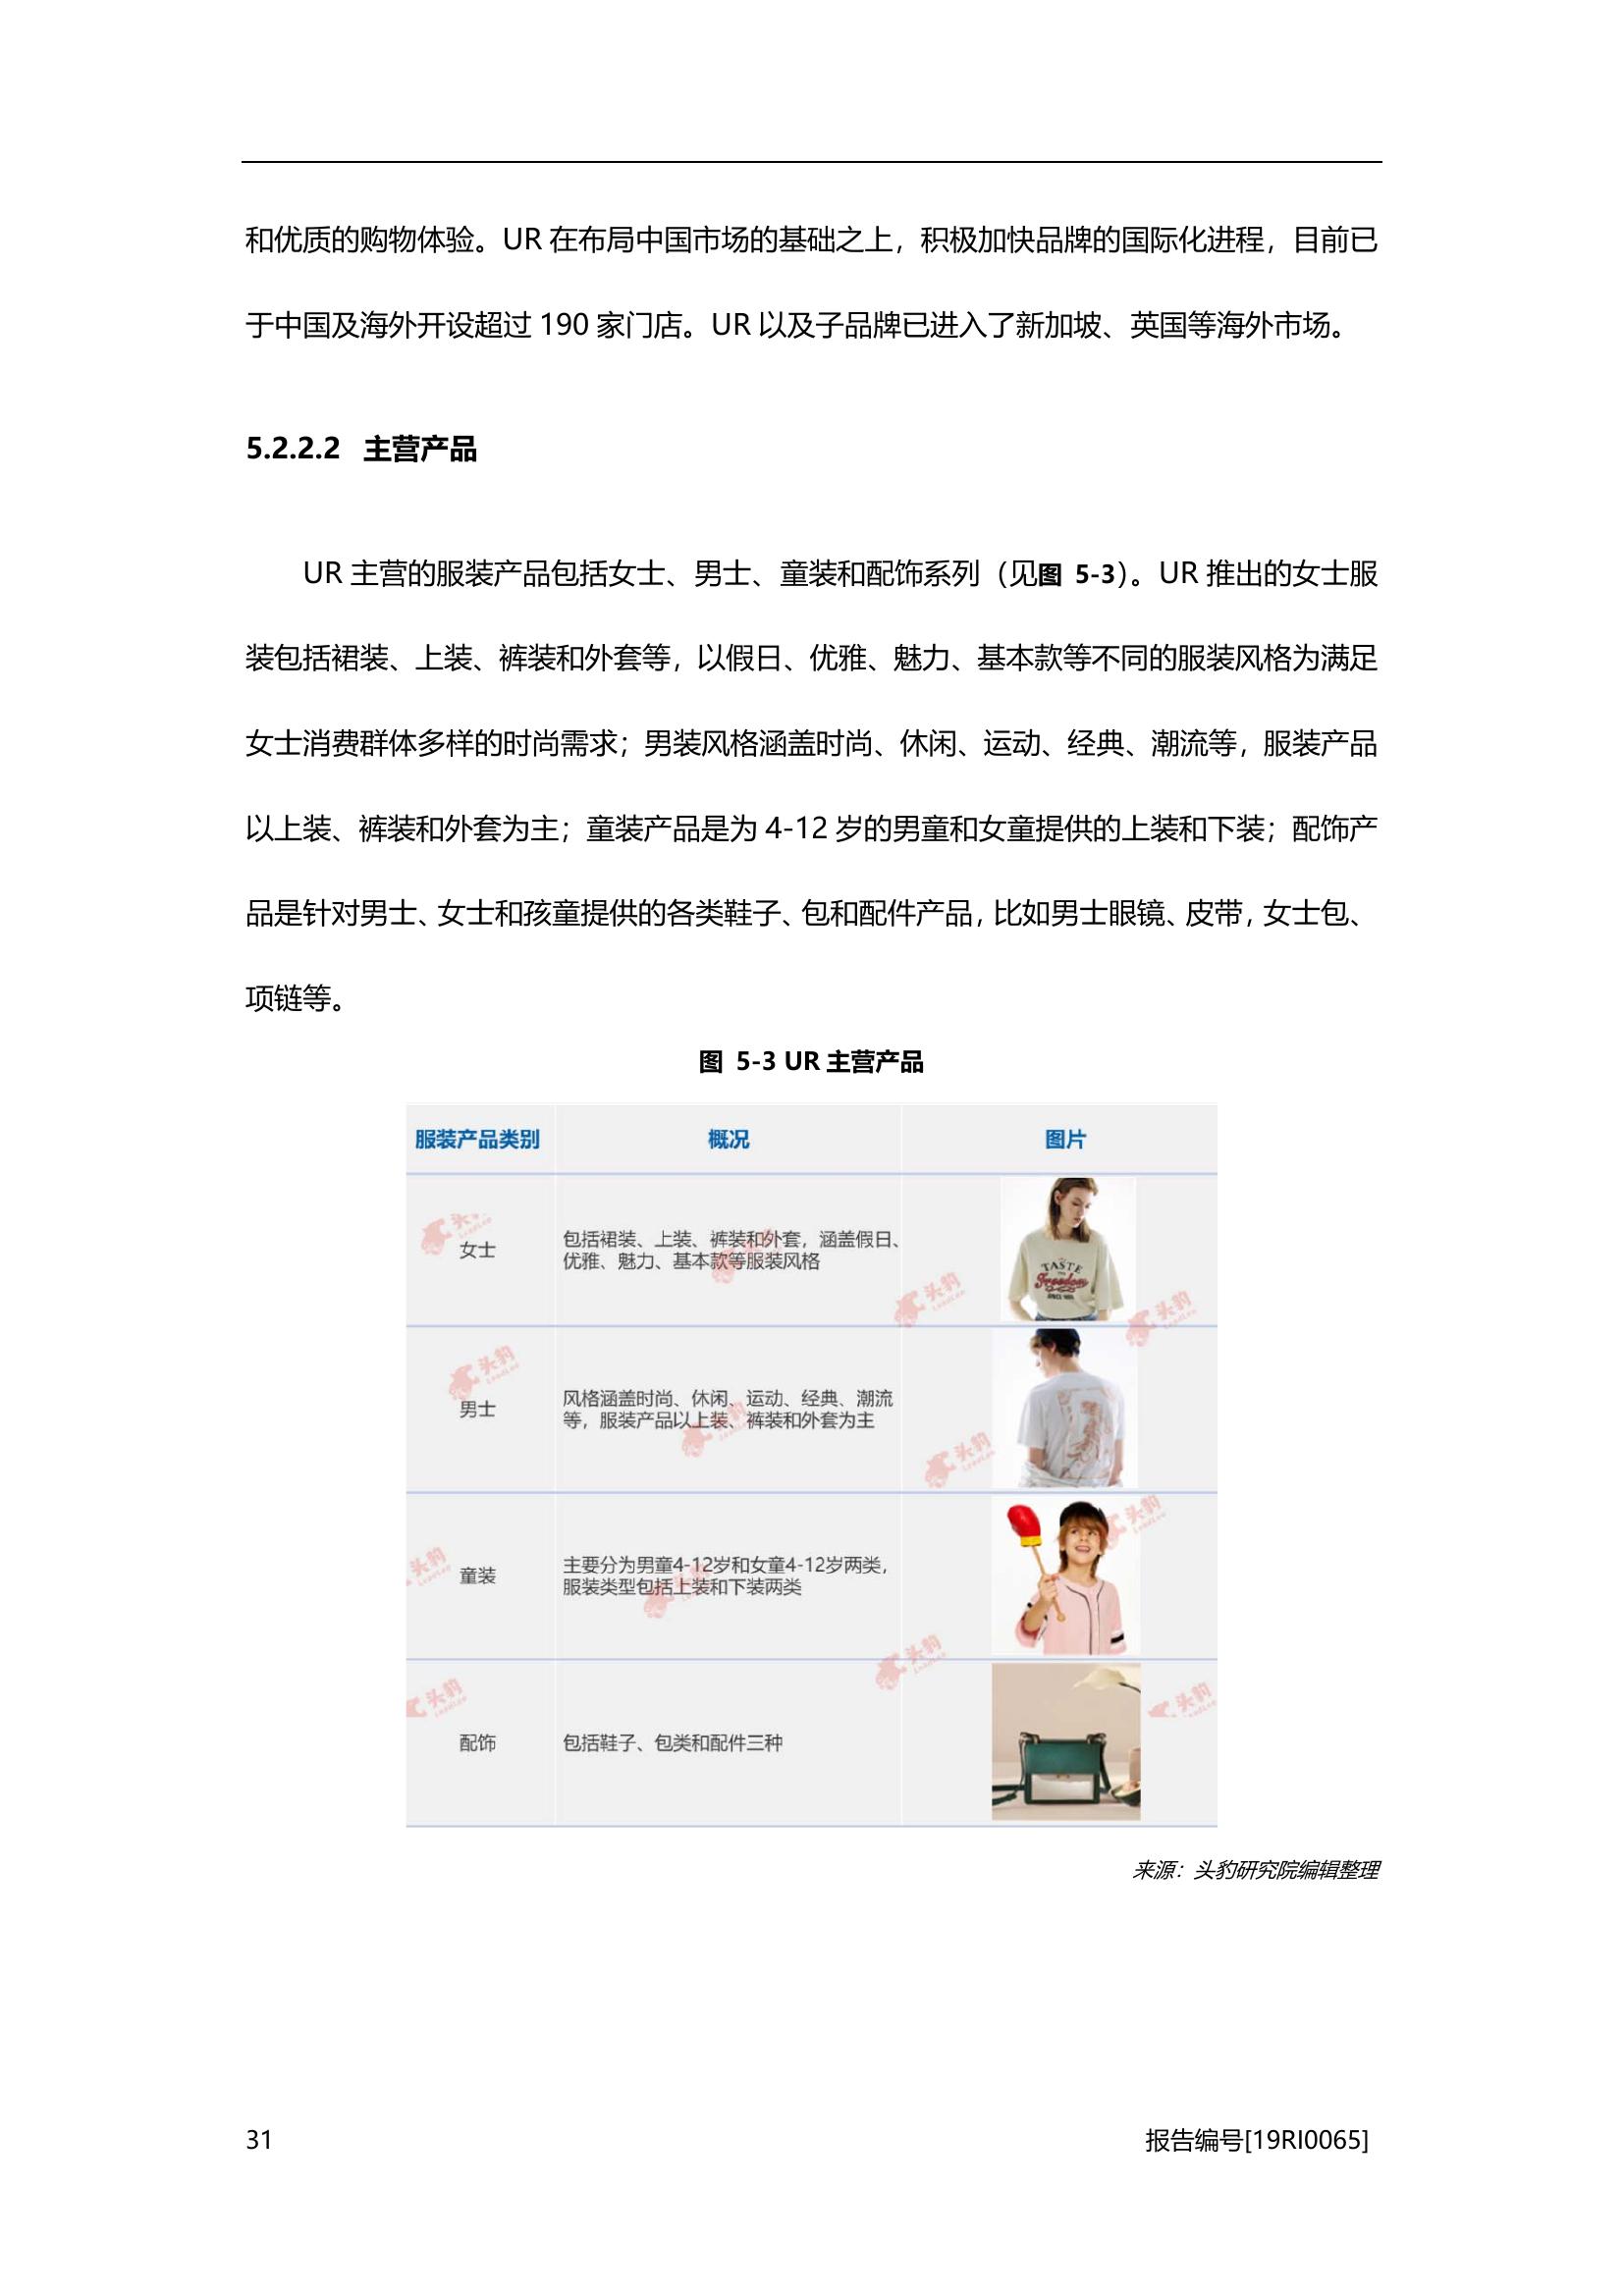 和优质的购物体验。UR 在布局中国市场的基础之上，积极加快品牌的国际化进程，目前已
于中国及海外开设超过 190 家门店。UR 以及子品牌已进入了新加坡、英国等海外市场。
5.2.2.2 主营产品
UR 主营的服装产品包括女士、男士、童装和配饰系列（见图 5-3）。UR 推出的女士服
装包括裙装、上装、裤装和外套等，以假日、优雅、魅力、基本款等不同的服装风格为满足
女士消费群体多样的时尚需求；男装风格涵盖时尚、休闲、运动、经典、潮流等，服装产品
以上装、裤装和外套为主；童装产品是为 4-12 岁的男童和女童提供的上装和下装；配饰产
品是针对男士、女士和孩童提供的各类鞋子、包和配件产品，比如男士眼镜、皮带，女士包、
项链等。
图 5-3 UR 主营产品
服装产品类别 概况 图片
女士
包括裙装、上装、裤装和外套，涵盖假日、
优雅、魅力、基本款等服装风格
TASTE
Freedom
男士
风格涵盖时尚、休闲、运动、经典、潮流
等，服装产品以上装、裤装和外套为主
童装
主要分为男童4-12岁和女童4-12岁两类，
服装类型包括上装和下装两类
配饰
包括鞋子、包类和配件三种
头豹
LeadLeo
来源：头豹研究院编辑整理
31 报告编号[19RI0065]